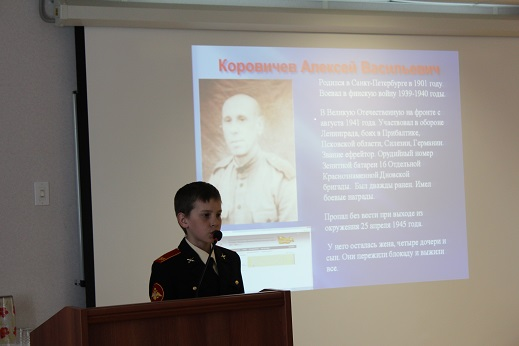 Коровичев Алексей Васильевич
Родился в Санкт-Петербурге в 1901 году.
Воевал в финскую войну 1939-1940 годы.
В Великую Отечественную на фронте с
августа 1941 года. Участвовал в обороне
Ленинграда, боях в Прибалтике,
Псковской области, Силезии, Германии.
Звание ефрейтор. Орудийный номер
Зенитной батареи 16 Отдельной
Краснознаменной Дновской
бригады. Был дважды ранен. Имел
боевые награды.
Пропал без вести при выходе из
окружения 25 апреля 1945 года.
У него осталась жена, четыре дочери и
сын. Они пережили блокаду и выжили
все.